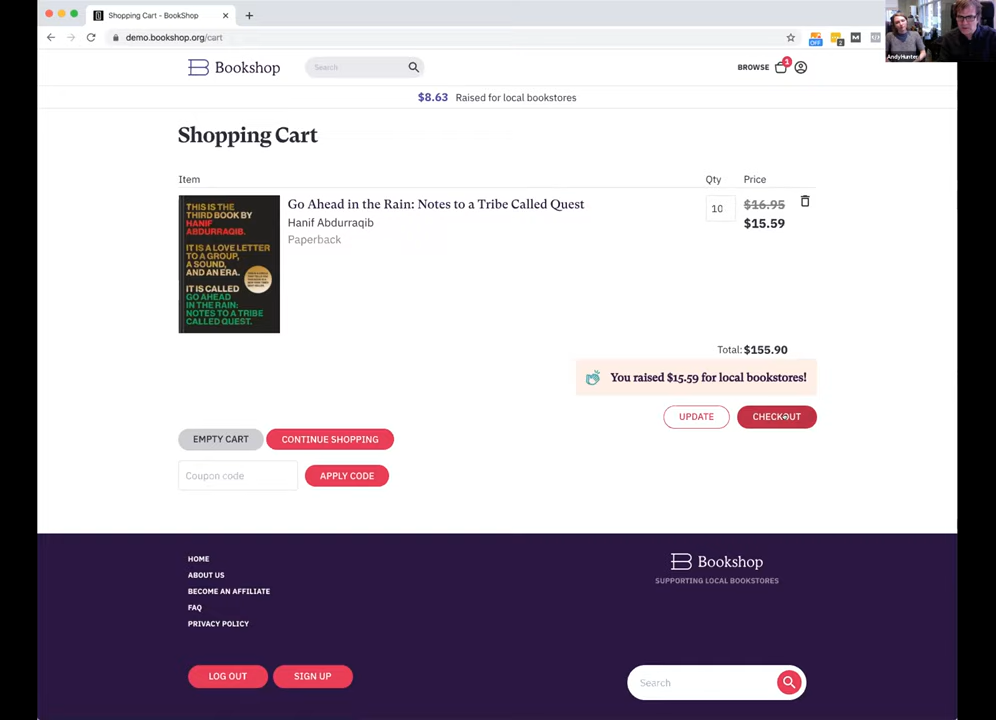 Shopping Cart - BookShop
demo.bookshop.org/cart
OFF
2
AndyHunter
Bookshop
Search
BROWSE
1
$8.63 Raised for local bookstores
Shopping Cart
Item Qty Price
THIS IS THE
THIRD BOOK BY
HANIF
ABDURRAQIB.
IT IS A LOVE LETTER
TO A GROUP,
A SOUND,
AND AN ERA.
IT IS CALLED
GO AHEAD
IN THE RAIN:
NOTES TO A TRIBE
CALLED QUEST.
Go Ahead in the Rain: Notes to a Tribe Called Quest
Hanif Abdurraqib
Paperback
10
$16.95
$15.59
Total: $155.90
You raised $15.59 for local bookstores!
UPDATE
CHECKOUT
EMPTY CART
CONTINUE SHOPPING
Coupon code
APPLY CODE
HOME
ABOUT US
BECOME AN AFFILIATE
FAQ
PRIVACY POLICY
Bookshop
SUPPORTING LOCAL BOOKSTORES
LOG OUT
SIGN UP
Search